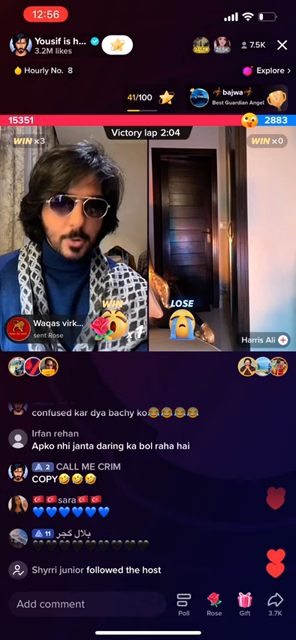 12:56
Yousif is h...
3.2M likes
7.5K
Hourly No. 8
Explore >
41/100
bajwa
Best Guardian Angel
15351
2883
Victory lap 2:04
WIN ×3
WIN ×0
WIN
LOSE
Waqas virk...
sent Rose
x1
Harris Ali
confused kar dya bachy ko😂😂😂😂
Irfan rehan
Apko nhi janta daring ka bol raha hai
2 CALL ME CRIM
COPY🤣🤣🤣
🇹🇷🇹🇷sara🇹🇷🇹🇷
💙💙💙💙💙💙
11 بلال کجر
🖤🖤🖤🖤🖤🖤🖤🖤🖤
Shyrri junior followed the host
Add comment
Poll
Rose
Gift
3.7K